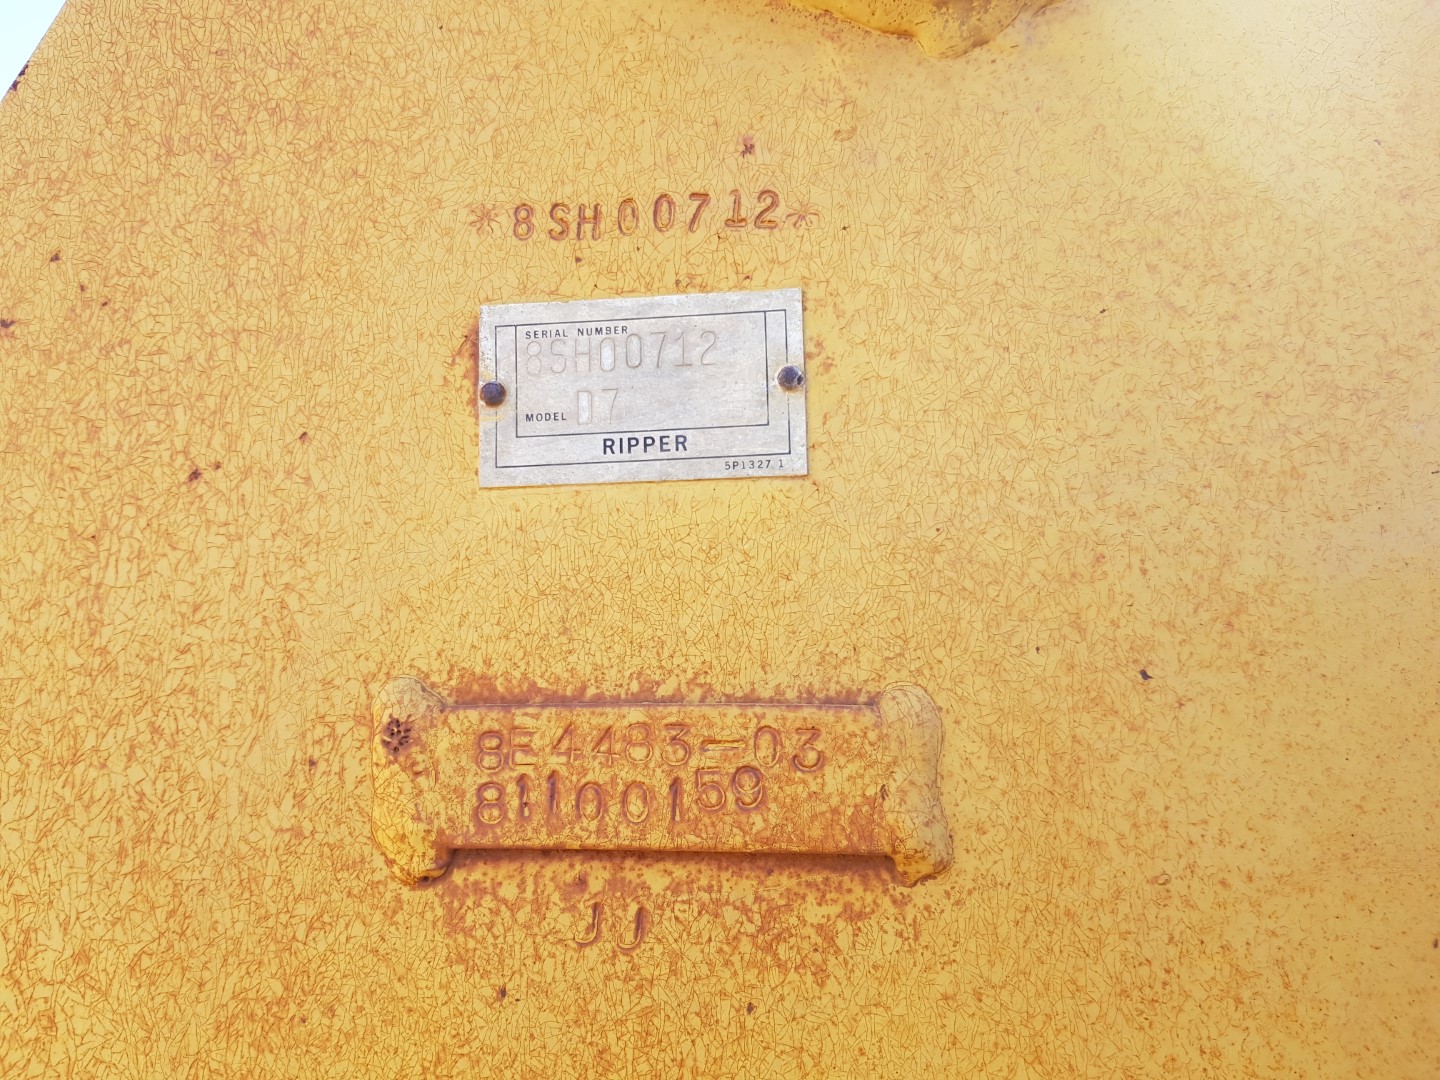 *8SH00712*
SERIAL NUMBER
8SH00712
MODEL D7
RIPPER
5P1327 1
8E4483-03
81100159
JJ